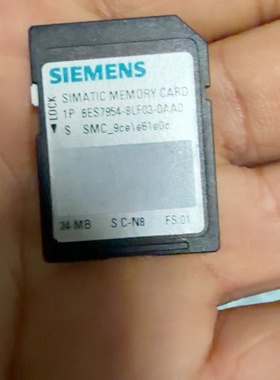 SIEMENS
LOCK
SIMATIC MEMORY CARD
1P 6ES7954-8LF03-0AA0
S SMC_9ce1e61e0c
24 MB S C-N8 FS:01